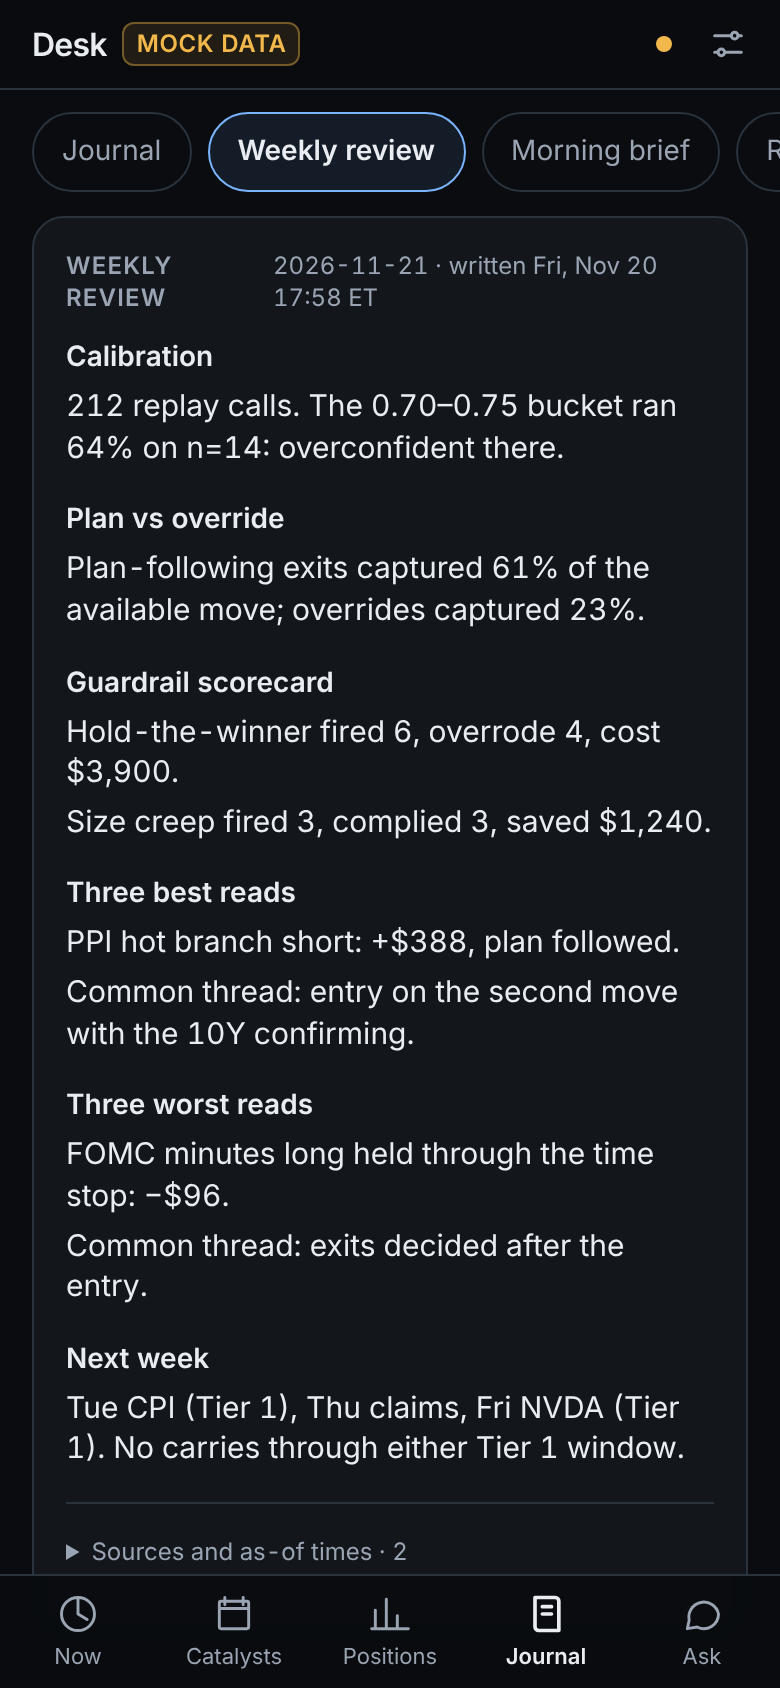 Desk MOCK DATA
Journal Weekly review Morning brief
WEEKLY REVIEW
2026-11-21 · written Fri, Nov 20
17:58 ET
Calibration
212 replay calls. The 0.70–0.75 bucket ran
64% on n=14: overconfident there.
Plan vs override
Plan-following exits captured 61% of the
available move; overrides captured 23%.
Guardrail scorecard
Hold-the-winner fired 6, overrode 4, cost
$3,900.
Size creep fired 3, complied 3, saved $1,240.
Three best reads
PPI hot branch short: +$388, plan followed.
Common thread: entry on the second move
with the 10Y confirming.
Three worst reads
FOMC minutes long held through the time
stop: −$96.
Common thread: exits decided after the
entry.
Next week
Tue CPI (Tier 1), Thu claims, Fri NVDA (Tier
1). No carries through either Tier 1 window.
▶ Sources and as-of times · 2
Now Catalysts Positions Journal Ask